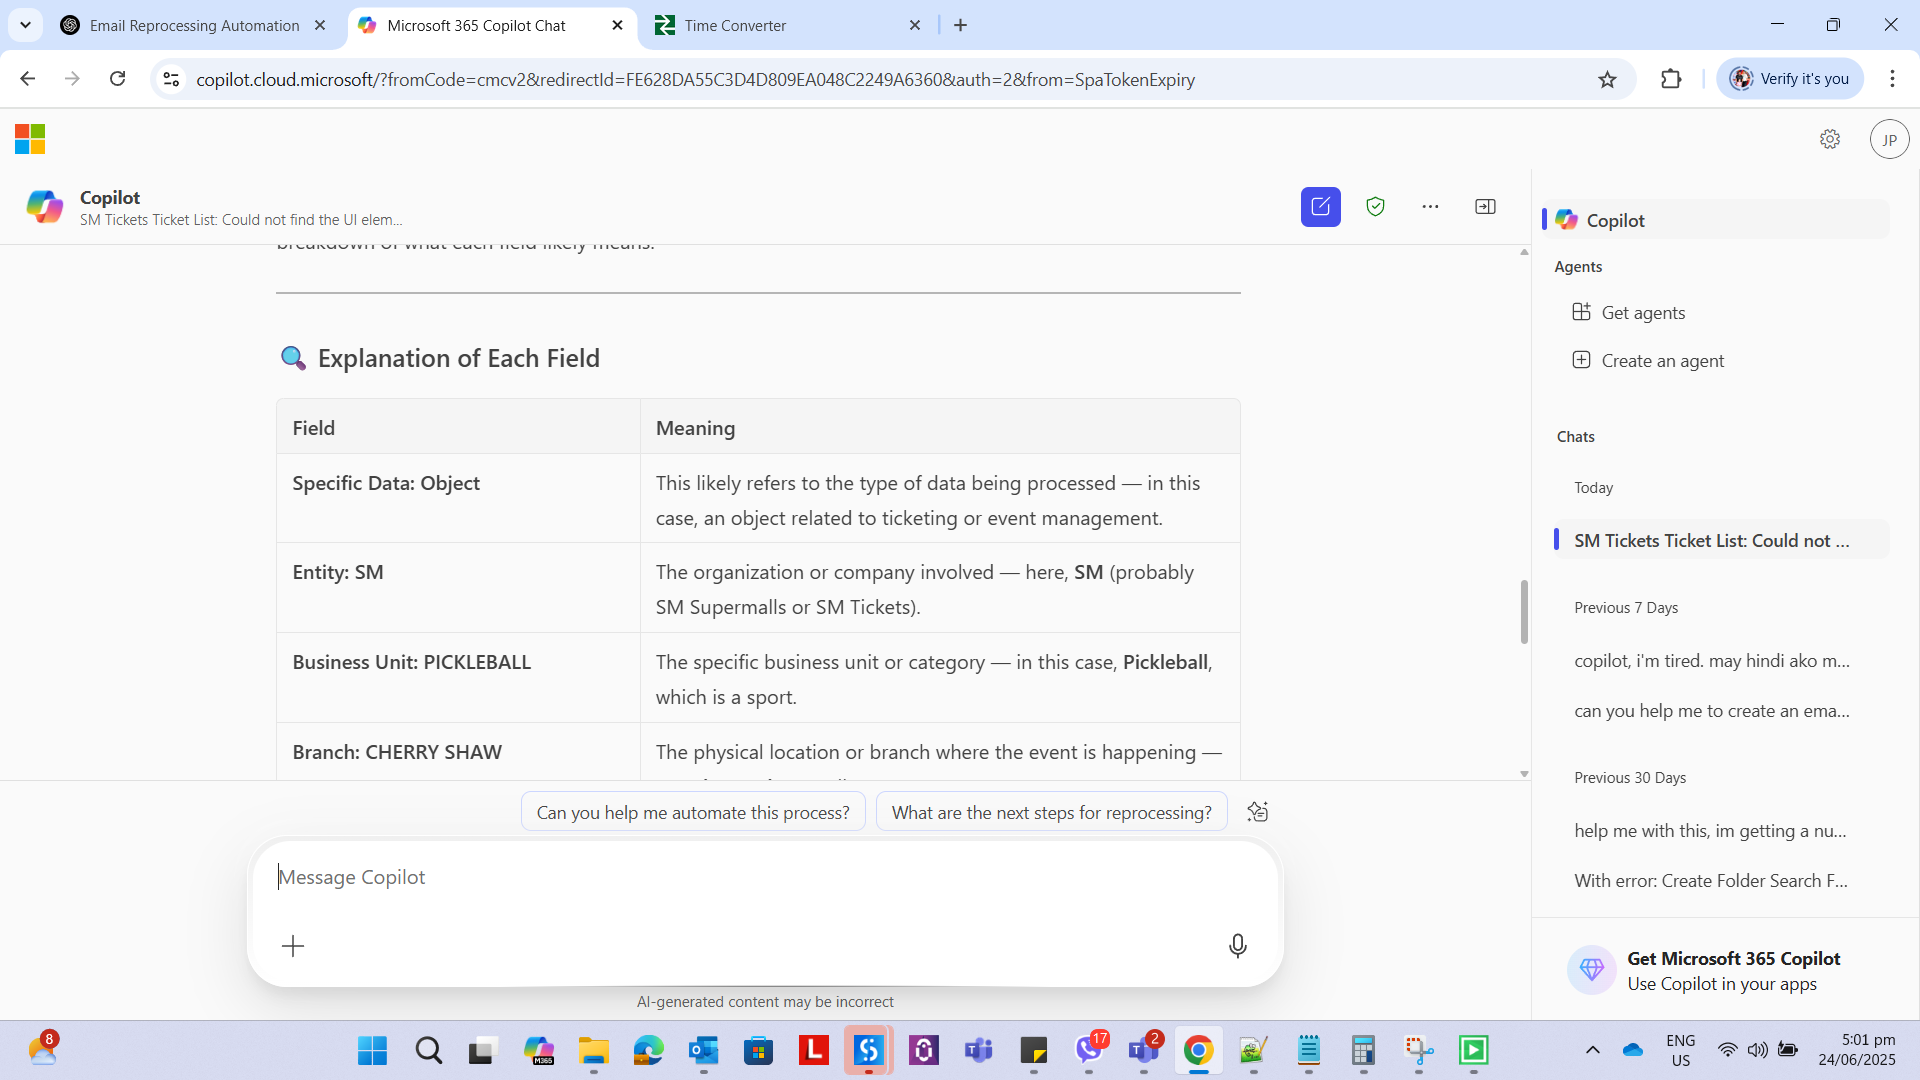 Email Reprocessing Automation
Microsoft 365 Copilot Chat
Time Converter
copilot.cloud.microsoft/?fromCode=cmcv2&redirectId=FE628DA55C3D4D809EA048C2249A6360&auth=2&from=SpaTokenExpiry
Verify it's you
JP
Copilot
SM Tickets Ticket List: Could not find the UI elem...
breakdown of what each field likely means:
Explanation of Each Field
Field
Meaning
Specific Data: Object
This likely refers to the type of data being processed — in this
case, an object related to ticketing or event management.
Entity: SM
The organization or company involved — here, SM (probably
SM Supermalls or SM Tickets).
Business Unit: PICKLEBALL
The specific business unit or category — in this case, Pickleball,
which is a sport.
Branch: CHERRY SHAW
The physical location or branch where the event is happening —
Can you help me automate this process?
What are the next steps for reprocessing?
Message Copilot
AI-generated content may be incorrect
Copilot
Agents
Get agents
Create an agent
Chats
Today
SM Tickets Ticket List: Could not ...
Previous 7 Days
copilot, i'm tired. may hindi ako m...
can you help me to create an ema...
Previous 30 Days
help me with this, im getting a nu...
With error: Create Folder Search F...
Get Microsoft 365 Copilot
Use Copilot in your apps
8
M365
L
17
2
ENG
US
5:01 pm
24/06/2025